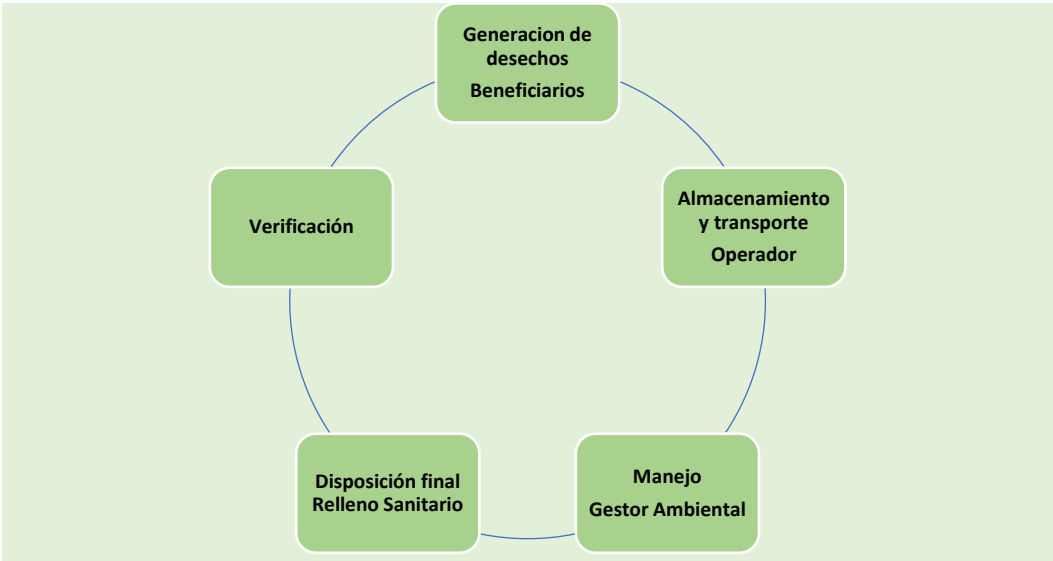 Generacion de
desechos
Beneficiarios
Almacenamiento
y transporte
Operador
Manejo
Gestor Ambiental
Disposición final
Relleno Sanitario
Verificación